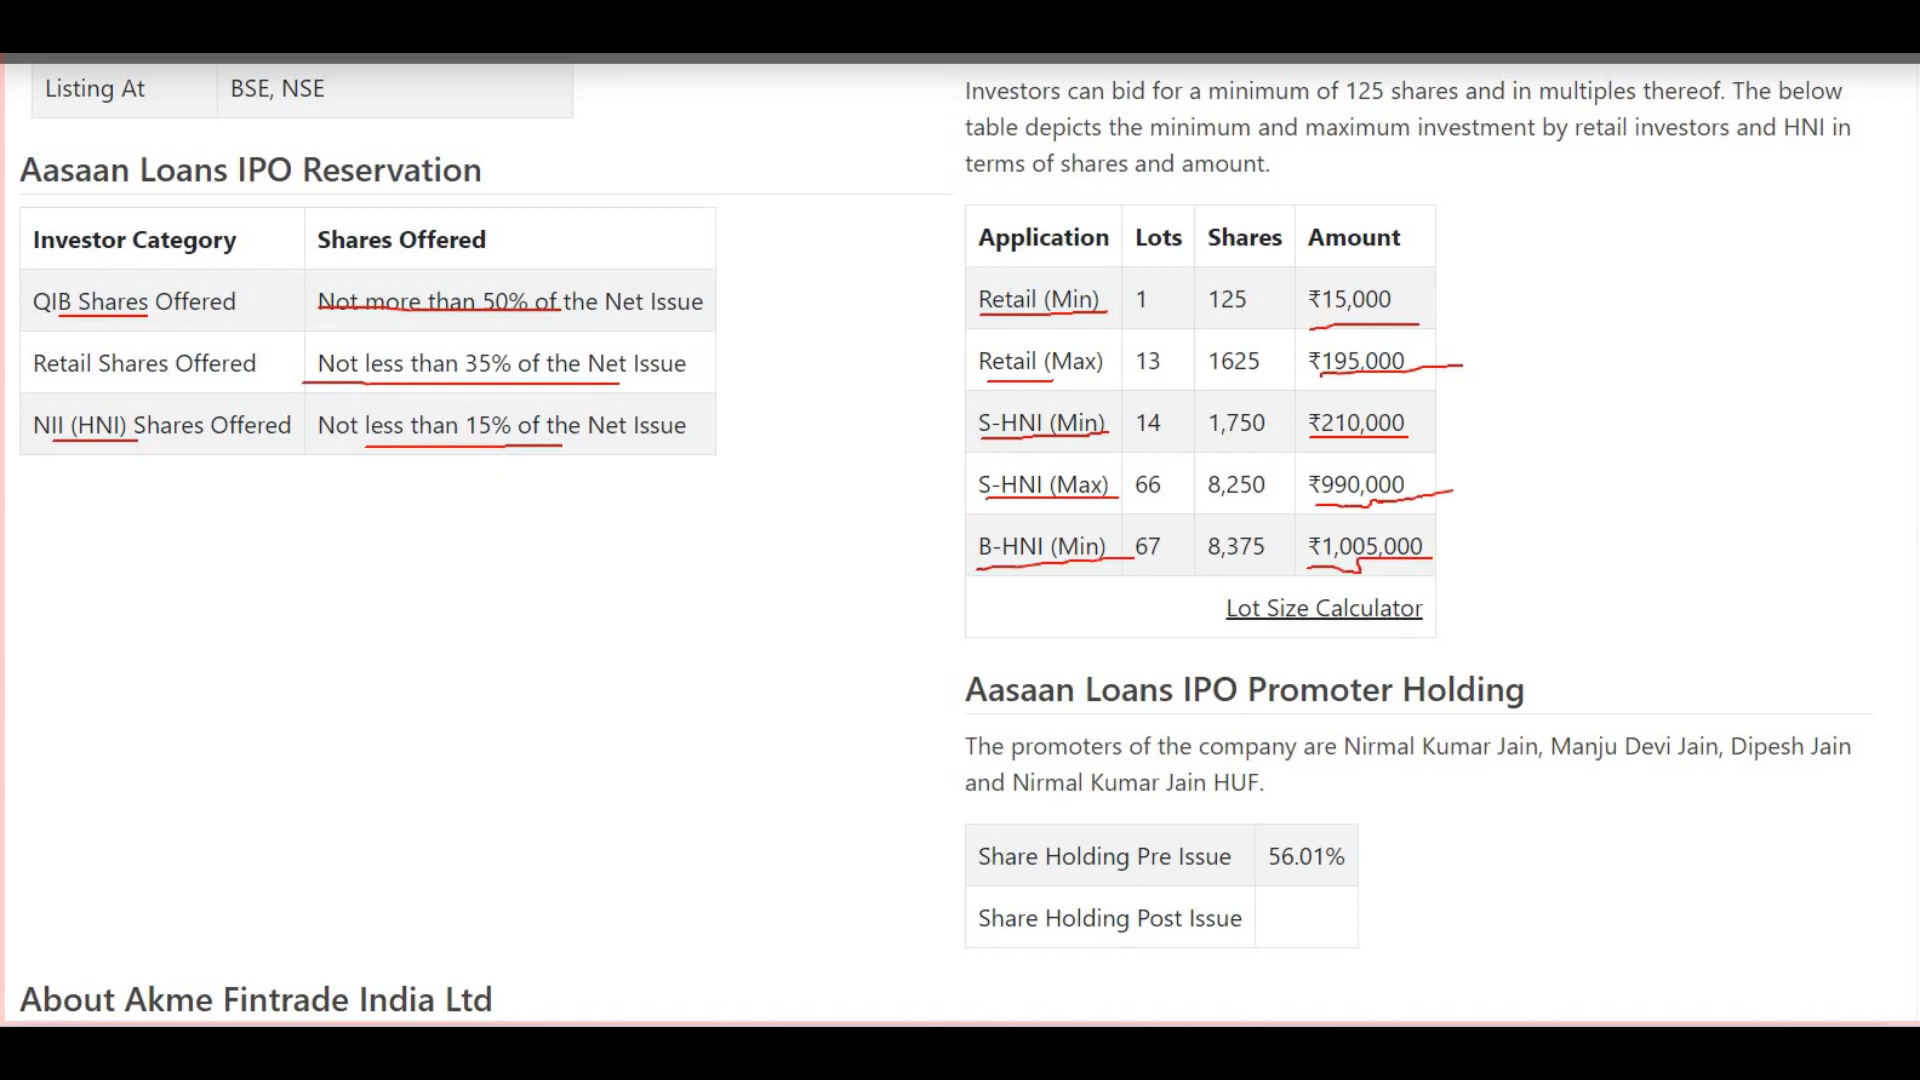 Listing At BSE, NSE
Aasaan Loans IPO Reservation
Investor Category Shares Offered
QIB Shares Offered Not more than 50% of the Net Issue
Retail Shares Offered Not less than 35% of the Net Issue
NII (HNI) Shares Offered Not less than 15% of the Net Issue
Investors can bid for a minimum of 125 shares and in multiples thereof. The below
table depicts the minimum and maximum investment by retail investors and HNI in
terms of shares and amount.
Application Lots Shares Amount
Retail (Min) 1 125 ₹15,000
Retail (Max) 13 1625 ₹195,000
S-HNI (Min) 14 1,750 ₹210,000
S-HNI (Max) 66 8,250 ₹990,000
B-HNI (Min) 67 8,375 ₹1,005,000
Lot Size Calculator
Aasaan Loans IPO Promoter Holding
The promoters of the company are Nirmal Kumar Jain, Manju Devi Jain, Dipesh Jain
and Nirmal Kumar Jain HUF.
Share Holding Pre Issue 56.01%
Share Holding Post Issue
About Akme Fintrade India Ltd